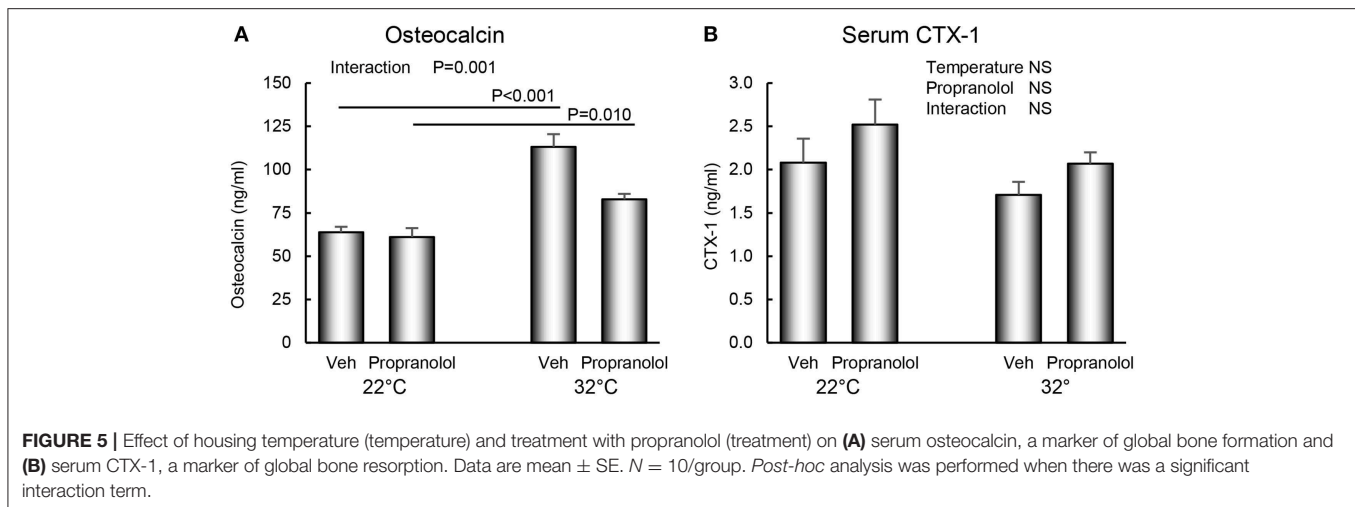 A Osteocalcin
Interaction P=0.001
P<0.001
P=0.010
150
125
100
75
50
25
0
Osteocalcin (ng/ml)
Veh Propranolol Veh Propranolol
22°C 32°C
B Serum CTX-1
Temperature NS
Propranolol NS
Interaction NS
3.0
2.5
2.0
1.5
1.0
0.5
0.0
CTX-1 (ng/ml)
Veh Propranolol Veh Propranolol
22°C 32°
FIGURE 5 | Effect of housing temperature (temperature) and treatment with propranolol (treatment) on (A) serum osteocalcin, a marker of global bone formation and
(B) serum CTX-1, a marker of global bone resorption. Data are mean ± SE. N = 10/group. Post-hoc analysis was performed when there was a significant
interaction term.